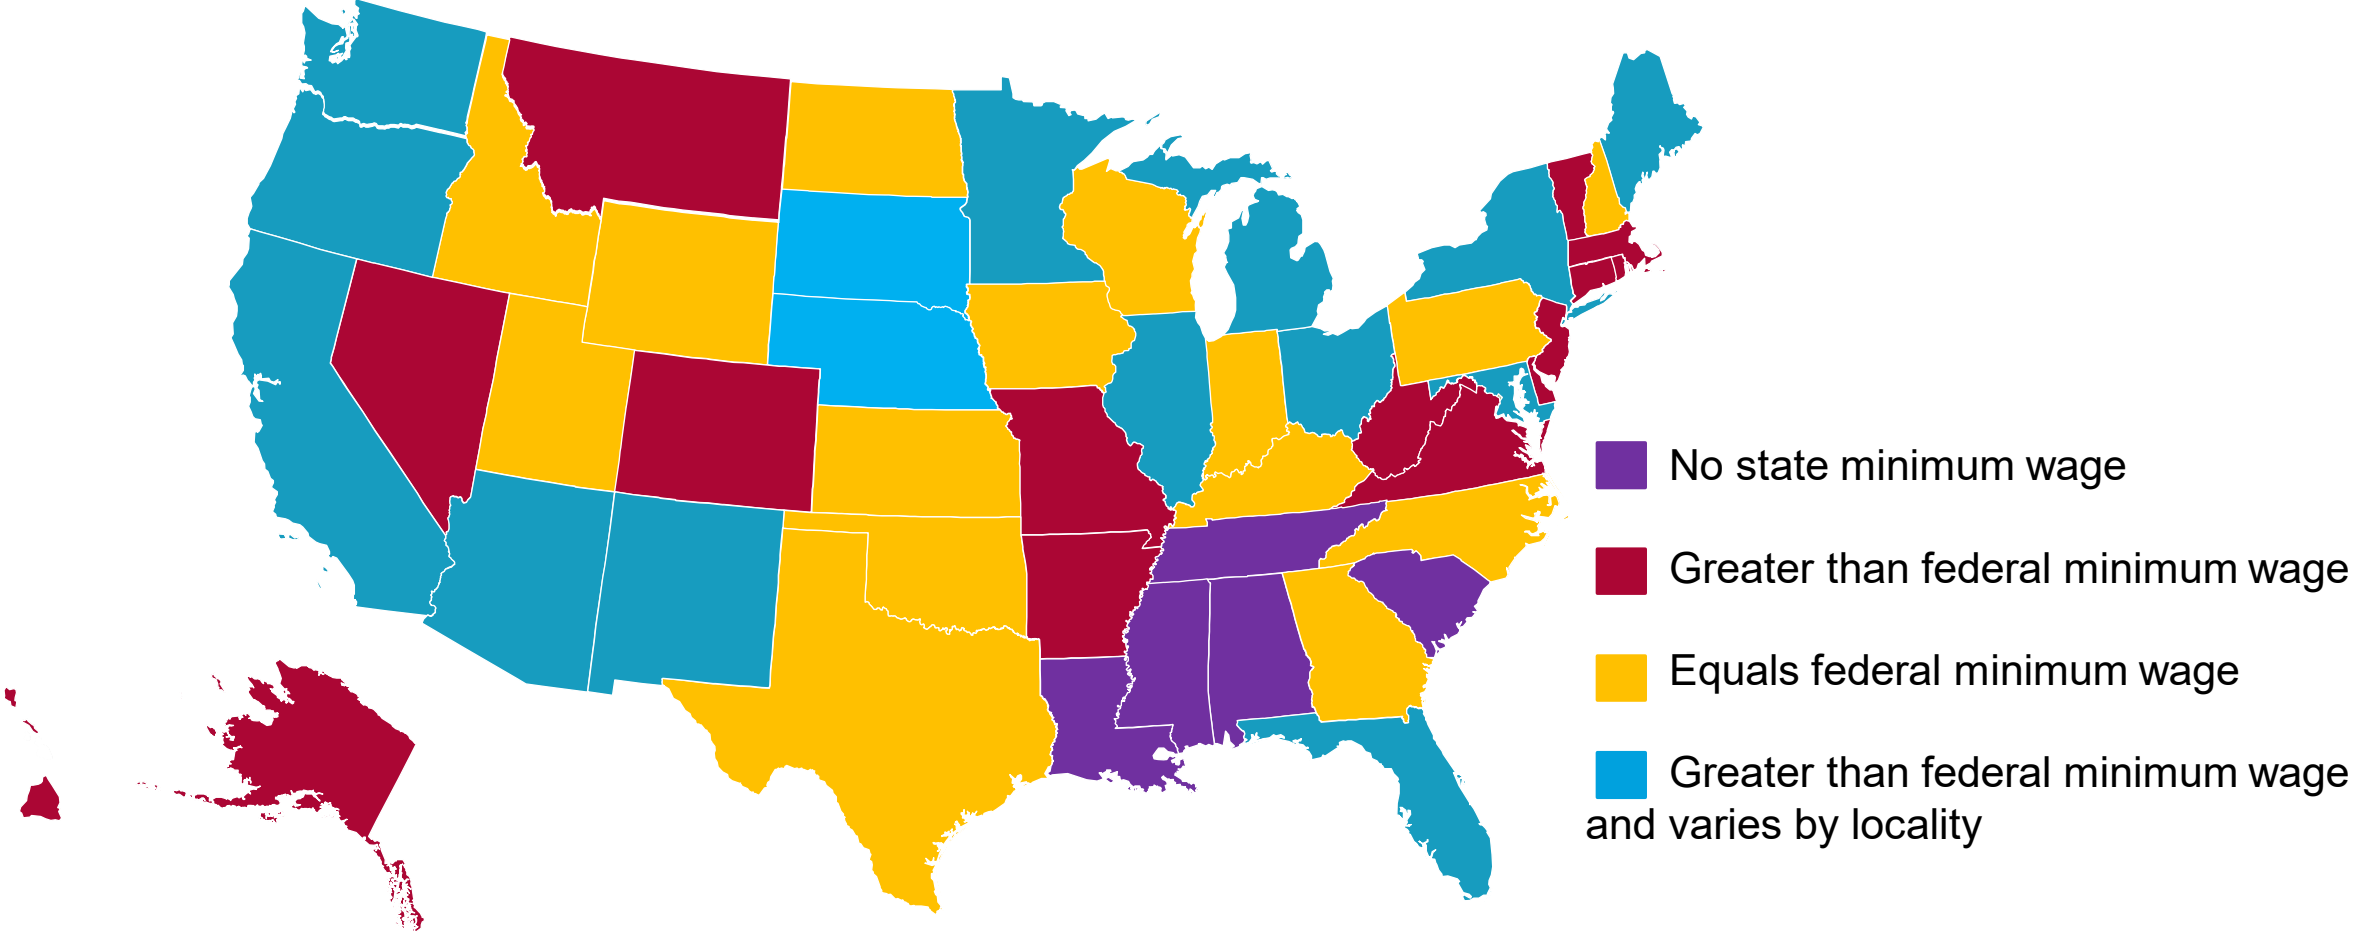 No state minimum wage
Greater than federal minimum wage
Equals federal minimum wage
Greater than federal minimum wage
and varies by locality